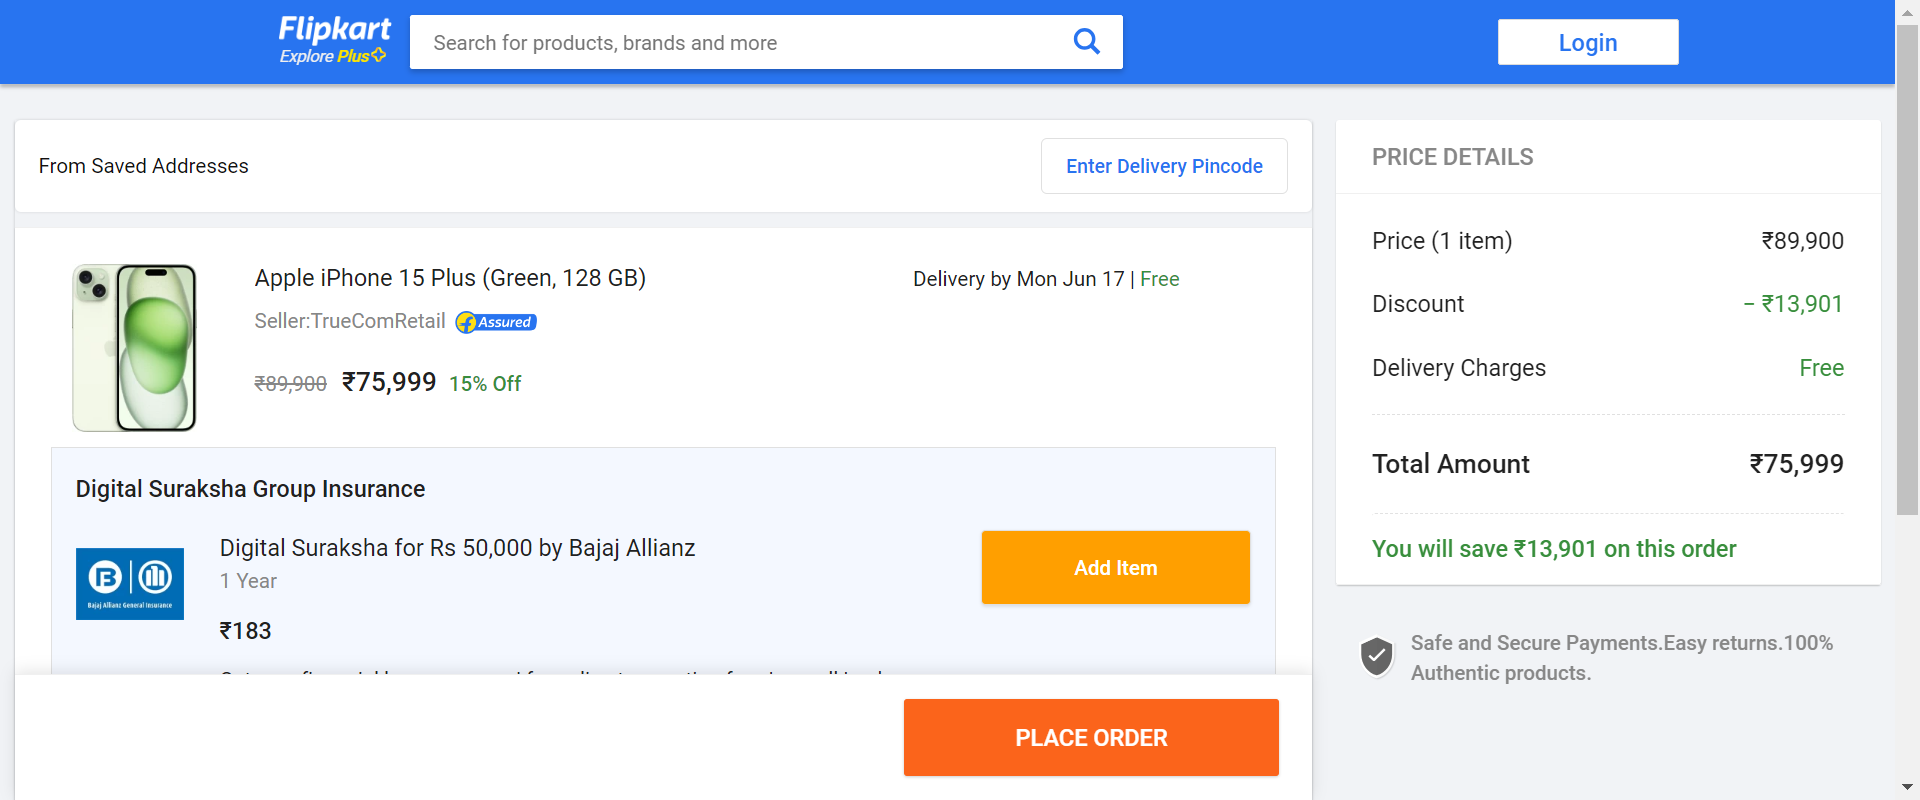 Flipkart
Explore Plus
Search for products, brands and more
Login
From Saved Addresses
Enter Delivery Pincode
Apple iPhone 15 Plus (Green, 128 GB)
Seller:TrueComRetail
Assured
₹89,900 ₹75,999 15% Off
Delivery by Mon Jun 17 | Free
Digital Suraksha Group Insurance
Bajaj Allianz General Insurance
Digital Suraksha for Rs 50,000 by Bajaj Allianz
1 Year
₹183
Add Item
PLACE ORDER
PRICE DETAILS
Price (1 item) ₹89,900
Discount − ₹13,901
Delivery Charges Free
Total Amount ₹75,999
You will save ₹13,901 on this order
Safe and Secure Payments.Easy returns.100%
Authentic products.